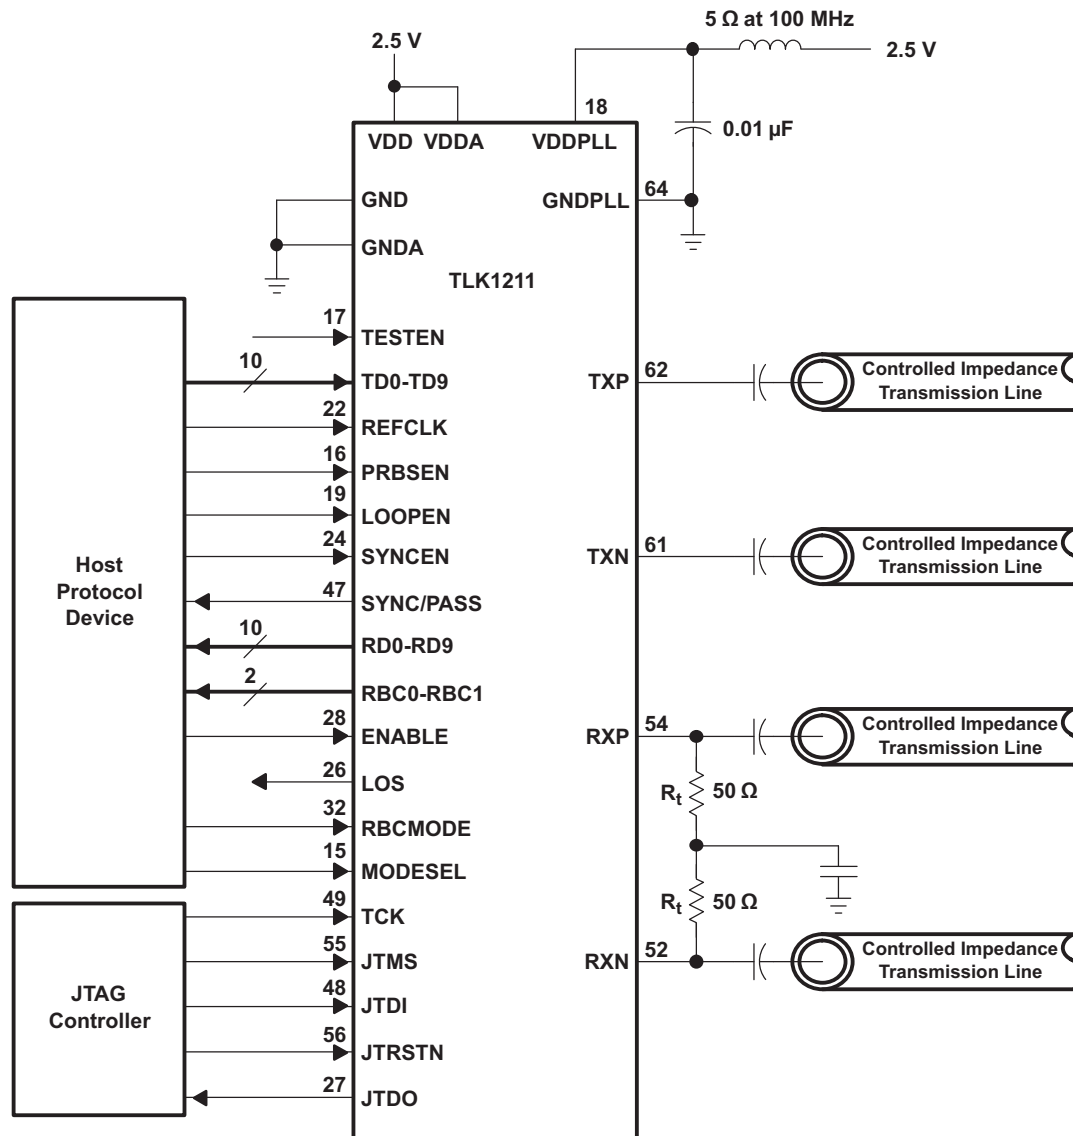 5 Ω at 100 MHz
2.5 V
2.5 V
18
0.01 µF
VDD VDDA VDDPLL
GND
GNDPLL
64
GNDA
TLK1211
17
TESTEN
10
TD0-TD9
TXP
62
Controlled Impedance
Transmission Line
22
REFCLK
16
PRBSEN
19
LOOPEN
24
SYNCEN
TXN
61
Controlled Impedance
Transmission Line
Host
Protocol
Device
47
SYNC/PASS
10
RD0-RD9
2
RBC0-RBC1
28
ENABLE
RXP
54
Controlled Impedance
Transmission Line
26
LOS
Rt
50 Ω
32
RBCMODE
15
MODESEL
Rt
50 Ω
49
TCK
55
JTMS
RXN
52
Controlled Impedance
Transmission Line
JTAG
Controller
48
JTDI
56
JTRSTN
27
JTDO